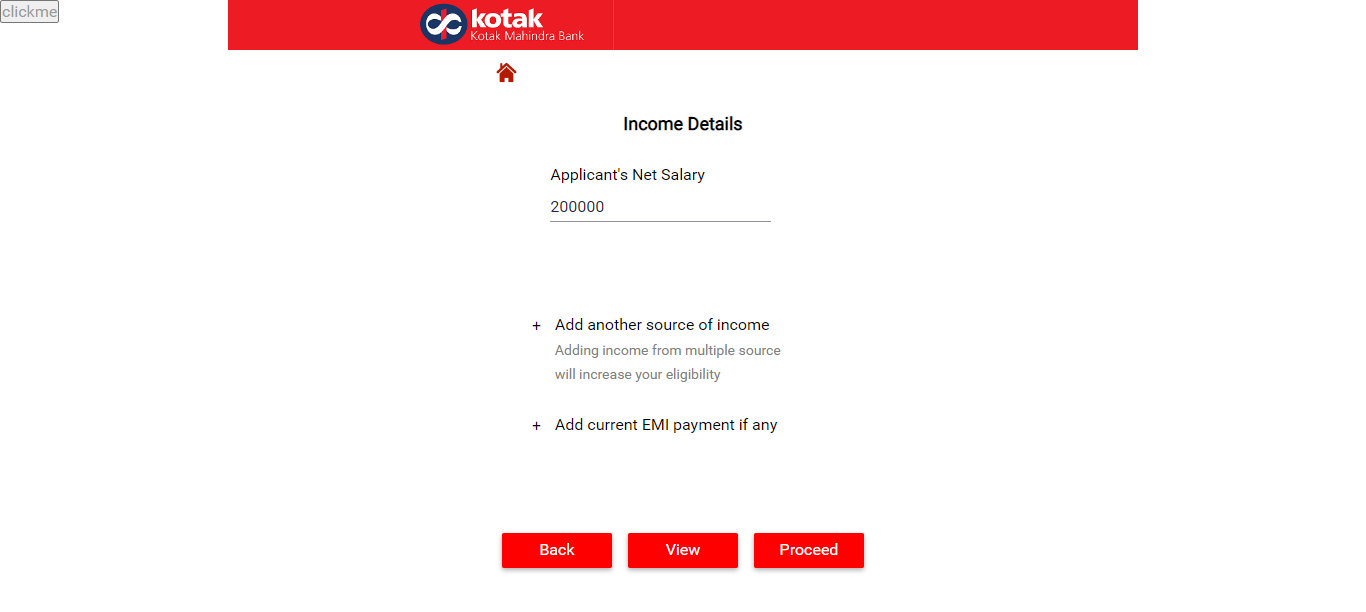 clickme
kotak
Kotak Mahindra Bank
Income Details
Applicant's Net Salary
200000
+ Add another source of income
Adding income from multiple source
will increase your eligibility
+ Add current EMI payment if any
Back View Proceed